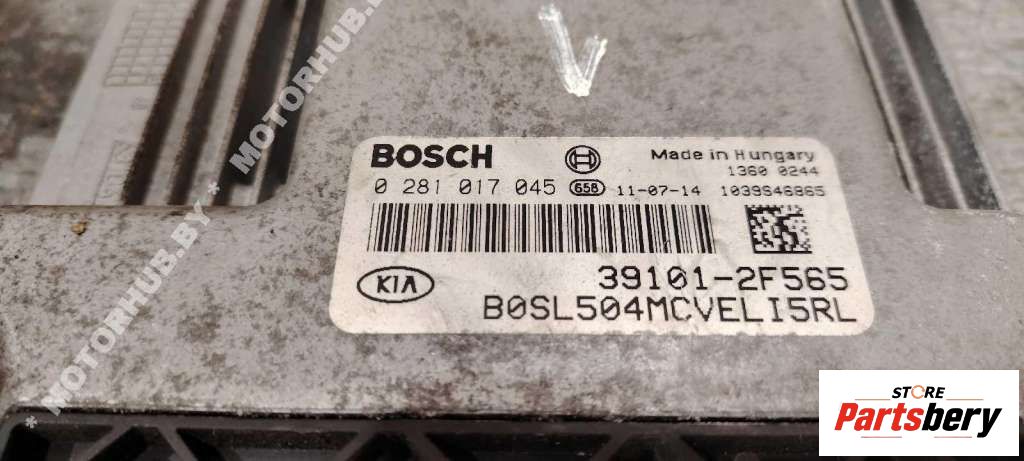 V
* MOTORHUB.BY * MOTORHUB.BY *
BOSCH Made in Hungary
1360 0244
0 281 017 045 658 11-07-14 1039S46865
KIA 39101-2F565
B0SL504MCVELI5RL
STORE
Partsbery